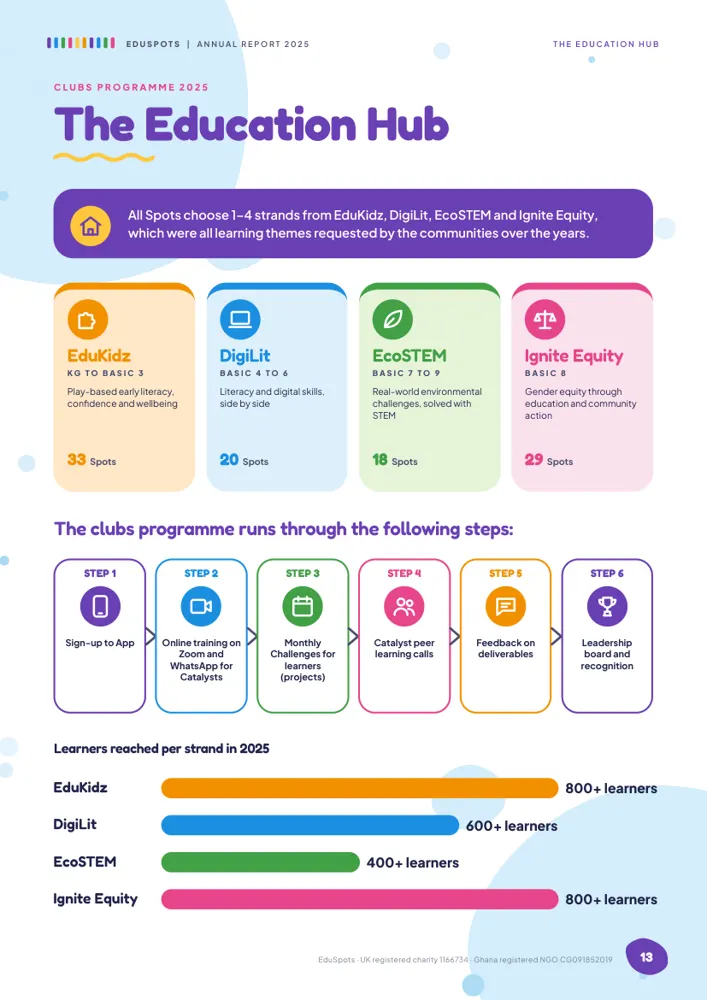 EDUSPOTS | ANNUAL REPORT 2025
THE EDUCATION HUB
CLUBS PROGRAMME 2025
The Education Hub
All Spots choose 1–4 strands from EduKidz, DigiLit, EcoSTEM and Ignite Equity,
which were all learning themes requested by the communities over the years.
EduKidz
KG TO BASIC 3
Play-based early literacy,
confidence and wellbeing
33 Spots
DigiLit
BASIC 4 TO 6
Literacy and digital skills,
side by side
20 Spots
EcoSTEM
BASIC 7 TO 9
Real-world environmental
challenges, solved with
STEM
18 Spots
Ignite Equity
BASIC 8
Gender equity through
education and community
action
29 Spots
The clubs programme runs through the following steps:
STEP 1
Sign-up to App
STEP 2
Online training on
Zoom and
WhatsApp for
Catalysts
STEP 3
Monthly
Challenges for
learners
(projects)
STEP 4
Catalyst peer
learning calls
STEP 5
Feedback on
deliverables
STEP 6
Leadership
board and
recognition
Learners reached per strand in 2025
EduKidz
800+ learners
DigiLit
600+ learners
EcoSTEM
400+ learners
Ignite Equity
800+ learners
EduSpots · UK registered charity 1166734 · Ghana registered NGO CG091852019
13